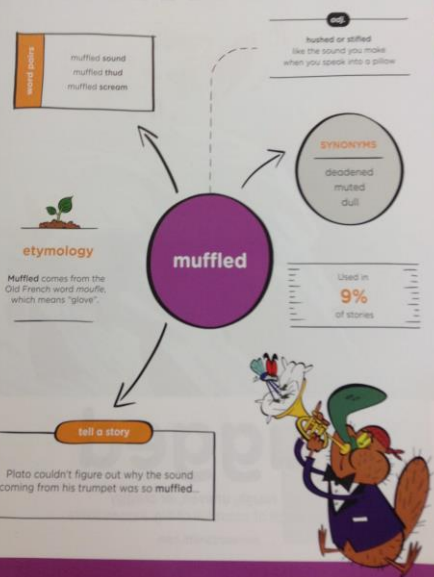 adj.
hushed or stifled
like the sound you make
when you speak into a pillow
word pairs
muffled sound
muffled thud
muffled scream
SYNONYMS
deadened
muted
dull
muffled
etymology
Muffled comes from the
Old French word moufle,
which means "glove".
Used in
9%
of stories
tell a story
Plato couldn't figure out why the sound
coming from his trumpet was so muffled...